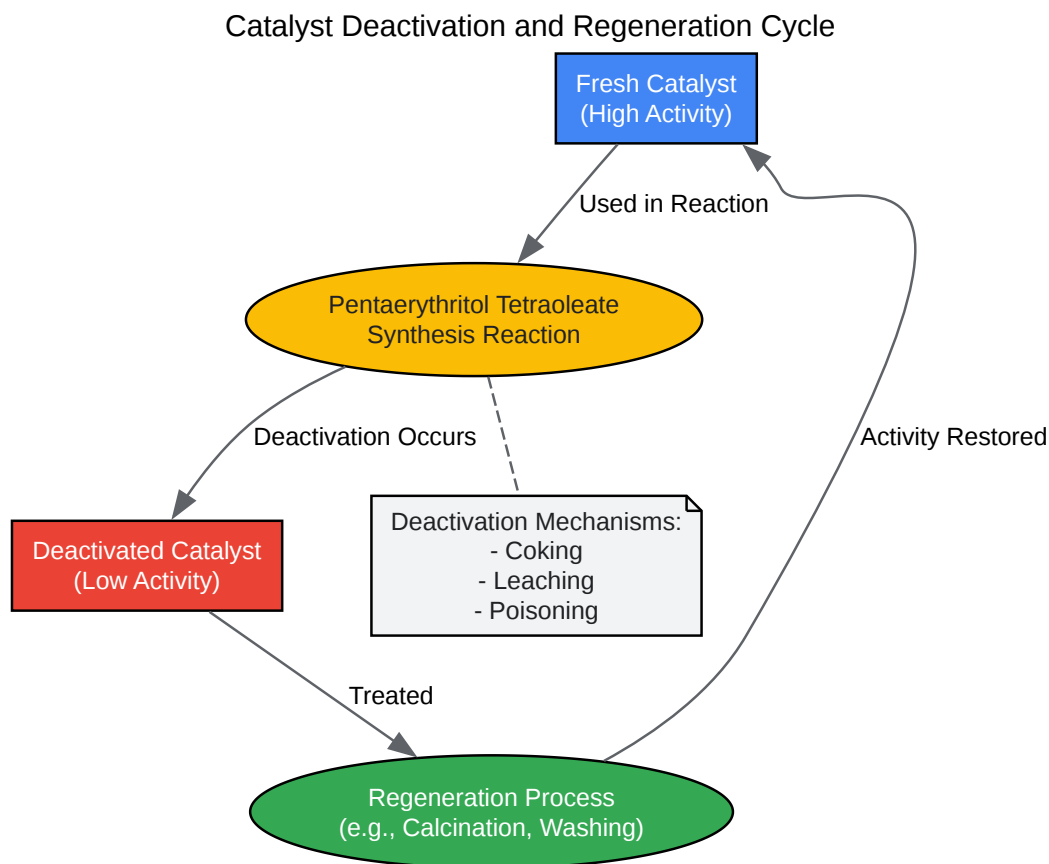 Catalyst Deactivation and Regeneration Cycle
Fresh Catalyst
(High Activity)
Used in Reaction
Pentaerythritol Tetraoleate
Synthesis Reaction
Deactivation Occurs
Activity Restored
Deactivation Mechanisms:
- Coking
- Leaching
- Poisoning
Deactivated Catalyst
(Low Activity)
Treated
Regeneration Process
(e.g., Calcination, Washing)